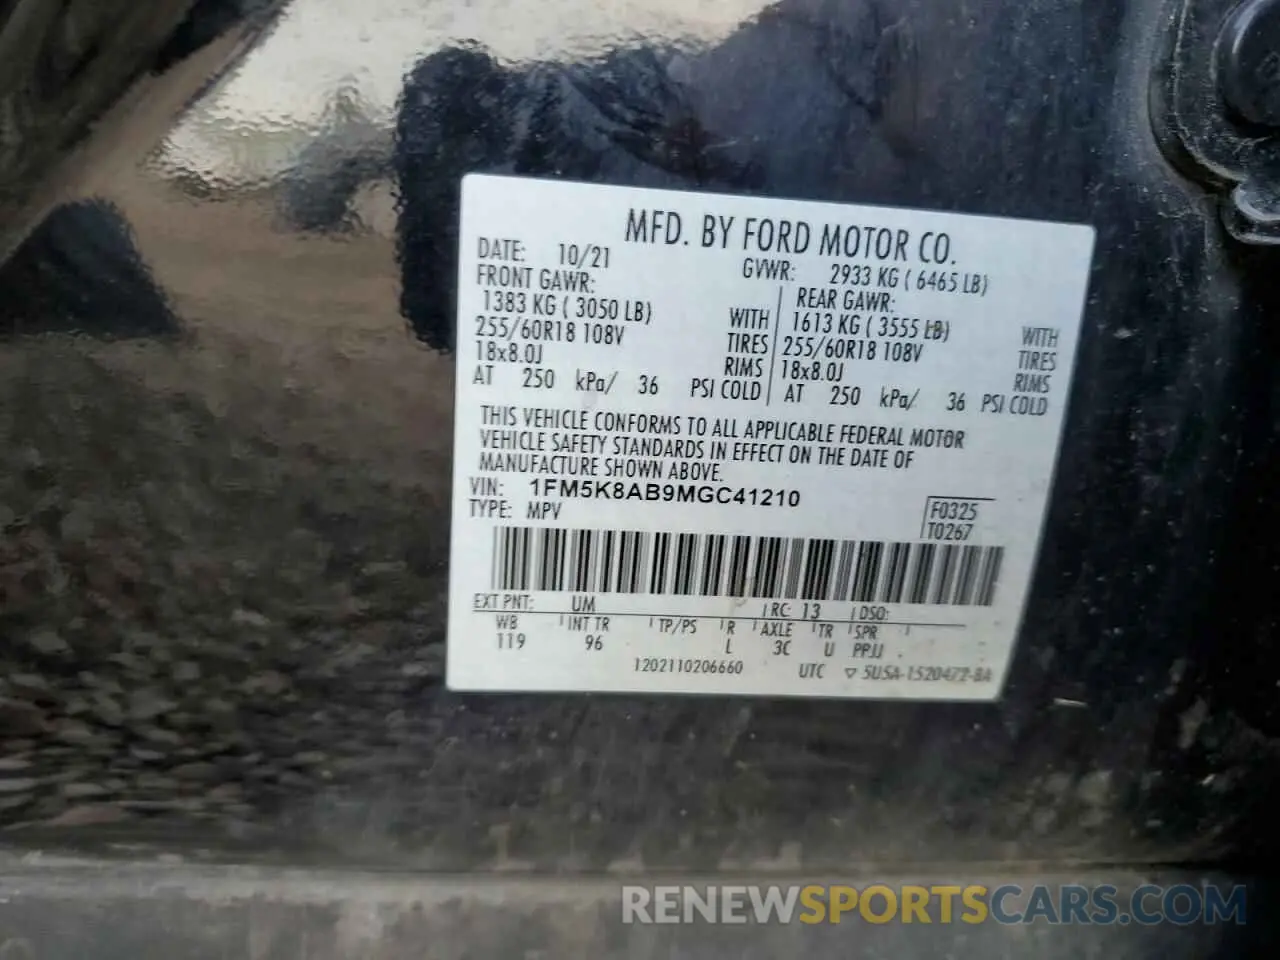 MFD. BY FORD MOTOR CO.
DATE: 10/21 GVWR: 2933 KG ( 6465 LB)
FRONT GAWR: REAR GAWR:
1383 KG ( 3050 LB) WITH 1613 KG ( 3555 LB) WITH
255/60R18 108V TIRES 255/60R18 108V TIRES
18x8.0J RIMS 18x8.0J RIMS
AT 250 kPa/ 36 PSI COLD AT 250 kPa/ 36 PSI COLD
THIS VEHICLE CONFORMS TO ALL APPLICABLE FEDERAL MOTOR
VEHICLE SAFETY STANDARDS IN EFFECT ON THE DATE OF
MANUFACTURE SHOWN ABOVE.
VIN: 1FM5K8AB9MGC41210
TYPE: MPV
F0325
T0267
EXT PNT: UM RC: 13 DSO:
WB INT TR TP/PS R AXLE TR SPR
119 96 L 3C U PPJJ
1202110206660 UTC ▽ 5U5A-1520472-BA
RENEWSPORTSCARS.COM